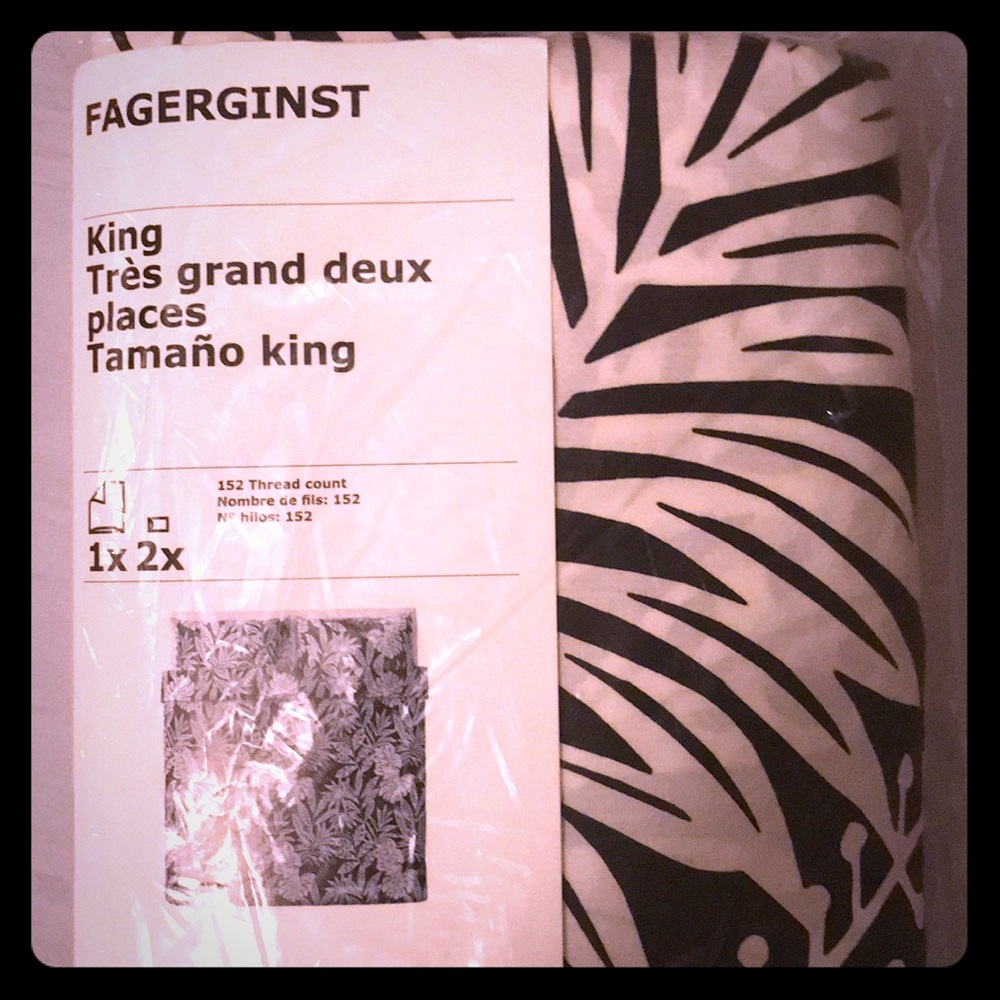 FAGERGINST
King
Très grand deux
places
Tamaño king
152 Thread count
Nombre de fils: 152
Nº hilos: 152
1x 2x